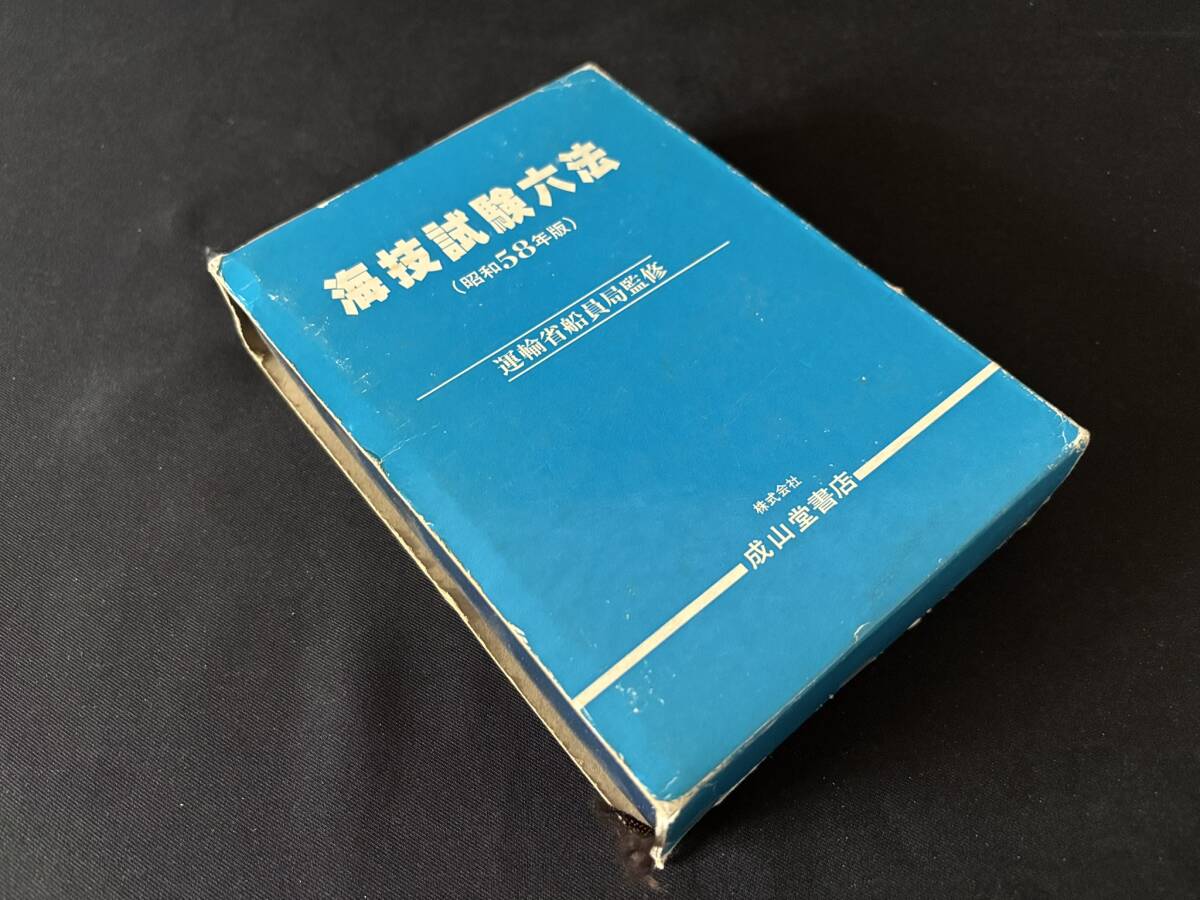 海技試験六法
(昭和58年版)
運輸省船員局監修
株式会社
成山堂書店